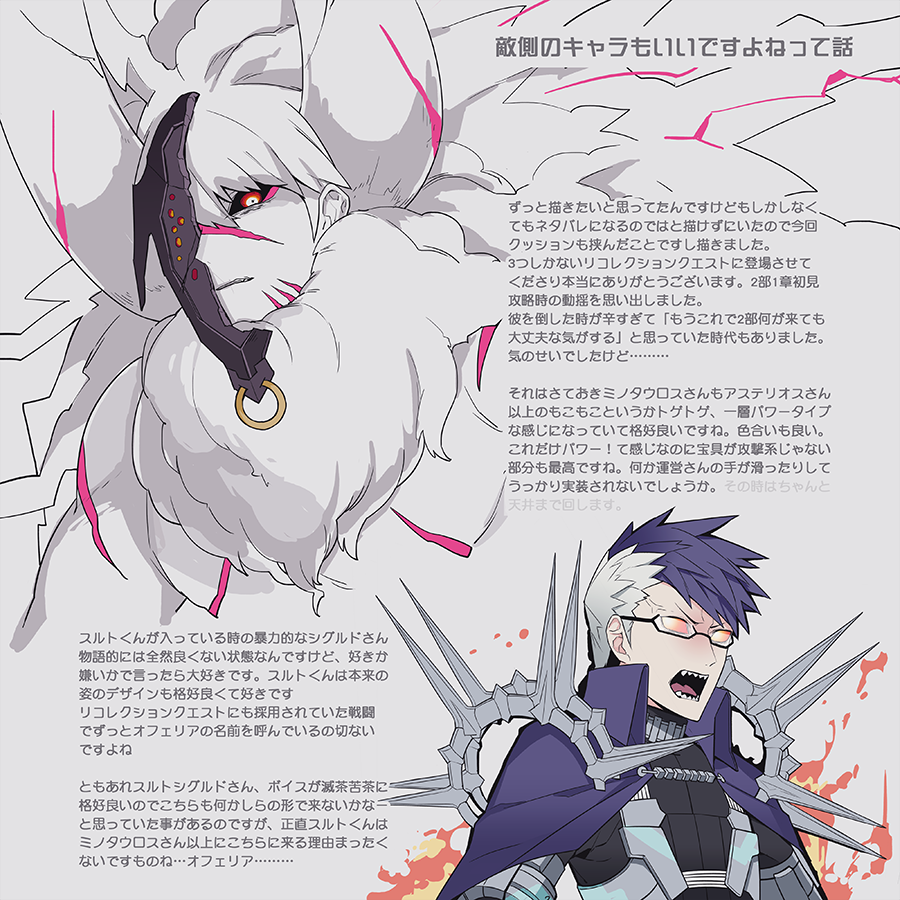 敵側のキャラもいいですよねって話
ずっと描きたいと思ってたんですけどもしかしなく
てもネタバレになるのではと描けずにいたので今回
クッションも挟んだことですし描きました。
3つしかないリコレクションクエストに登場させて
くださり本当にありがとうございます。2部1章初見
攻略時の動揺を思い出しました。
彼を倒した時が辛すぎて「もうこれで2部何が来ても
大丈夫な気がする」と思っていた時代もありました。
気のせいでしたけど………
それはさておきミノタウロスさんもアステリオスさん
以上のもこもこというかトゲトゲ、一層パワータイプ
な感じになっていて格好良いですね。色合いも良い。
これだけパワー！て感じなのに宝具が攻撃系じゃない
部分も最高ですね。何か運営さんの手が滑ったりして
うっかり実装されないでしょうか。その時はちゃんと
天井まで回します。
スルトくんが入っている時の暴力的なシグルドさん
物語的には全然良くない状態なんですけど、好きか
嫌いかで言ったら大好きです。スルトくんは本来の
姿のデザインも格好良くて好きです
リコレクションクエストにも採用されていた戦闘
でずっとオフェリアの名前を呼んでいるの切ない
ですよね
ともあれスルトシグルドさん、ボイスが滅茶苦茶に
格好良いのでこちらも何かしらの形で来ないかなー
と思っていた事があるのですが、正直スルトくんは
ミノタウロスさん以上にこちらに来る理由まったく
ないですものね…オフェリア………